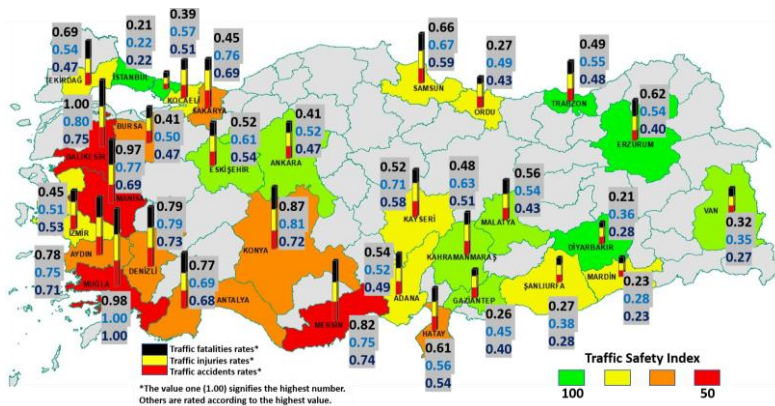 0.69
0.54
0.47
TEKİRDAĞ
0.21
0.22
0.22
İSTANBUL
0.39
0.57
0.51
KOCAELİ
0.45
0.76
0.69
SAKARYA
0.66
0.67
0.59
SAMSUN
0.27
0.49
0.43
ORDU
0.49
0.55
0.48
TRABZON
0.62
0.54
0.40
ERZURUM
1.00
0.80
0.75
BALIKESİR
BURSA
0.41
0.50
0.47
0.52
0.61
0.54
ESKİŞEHİR
0.41
0.52
0.47
ANKARA
0.97
0.77
0.69
MANİSA
0.45
0.51
0.53
İZMİR
0.79
0.79
0.73
DENİZLİ
0.87
0.81
0.72
KONYA
0.52
0.71
0.58
KAYSERİ
0.48
0.63
0.51
KAHRAMANMARAŞ
0.56
0.54
0.43
MALATYA
0.21
0.36
0.28
DİYARBAKIR
VAN
0.32
0.35
0.27
0.78
0.75
0.71
AYDIN
MUĞLA
0.98
1.00
1.00
0.77
0.69
0.68
ANTALYA
MERSİN
0.82
0.75
0.74
0.54
0.52
0.49
ADANA
HATAY
0.61
0.56
0.54
GAZİANTEP
0.26
0.45
0.40
ŞANLIURFA
0.27
0.38
0.28
MARDİN
0.23
0.28
0.23
Traffic fatalities rates*
Traffic injuries rates*
Traffic accidents rates*
*The value one (1.00) signifies the highest number.
Others are rated according to the highest value.
Traffic Safety Index
100
50